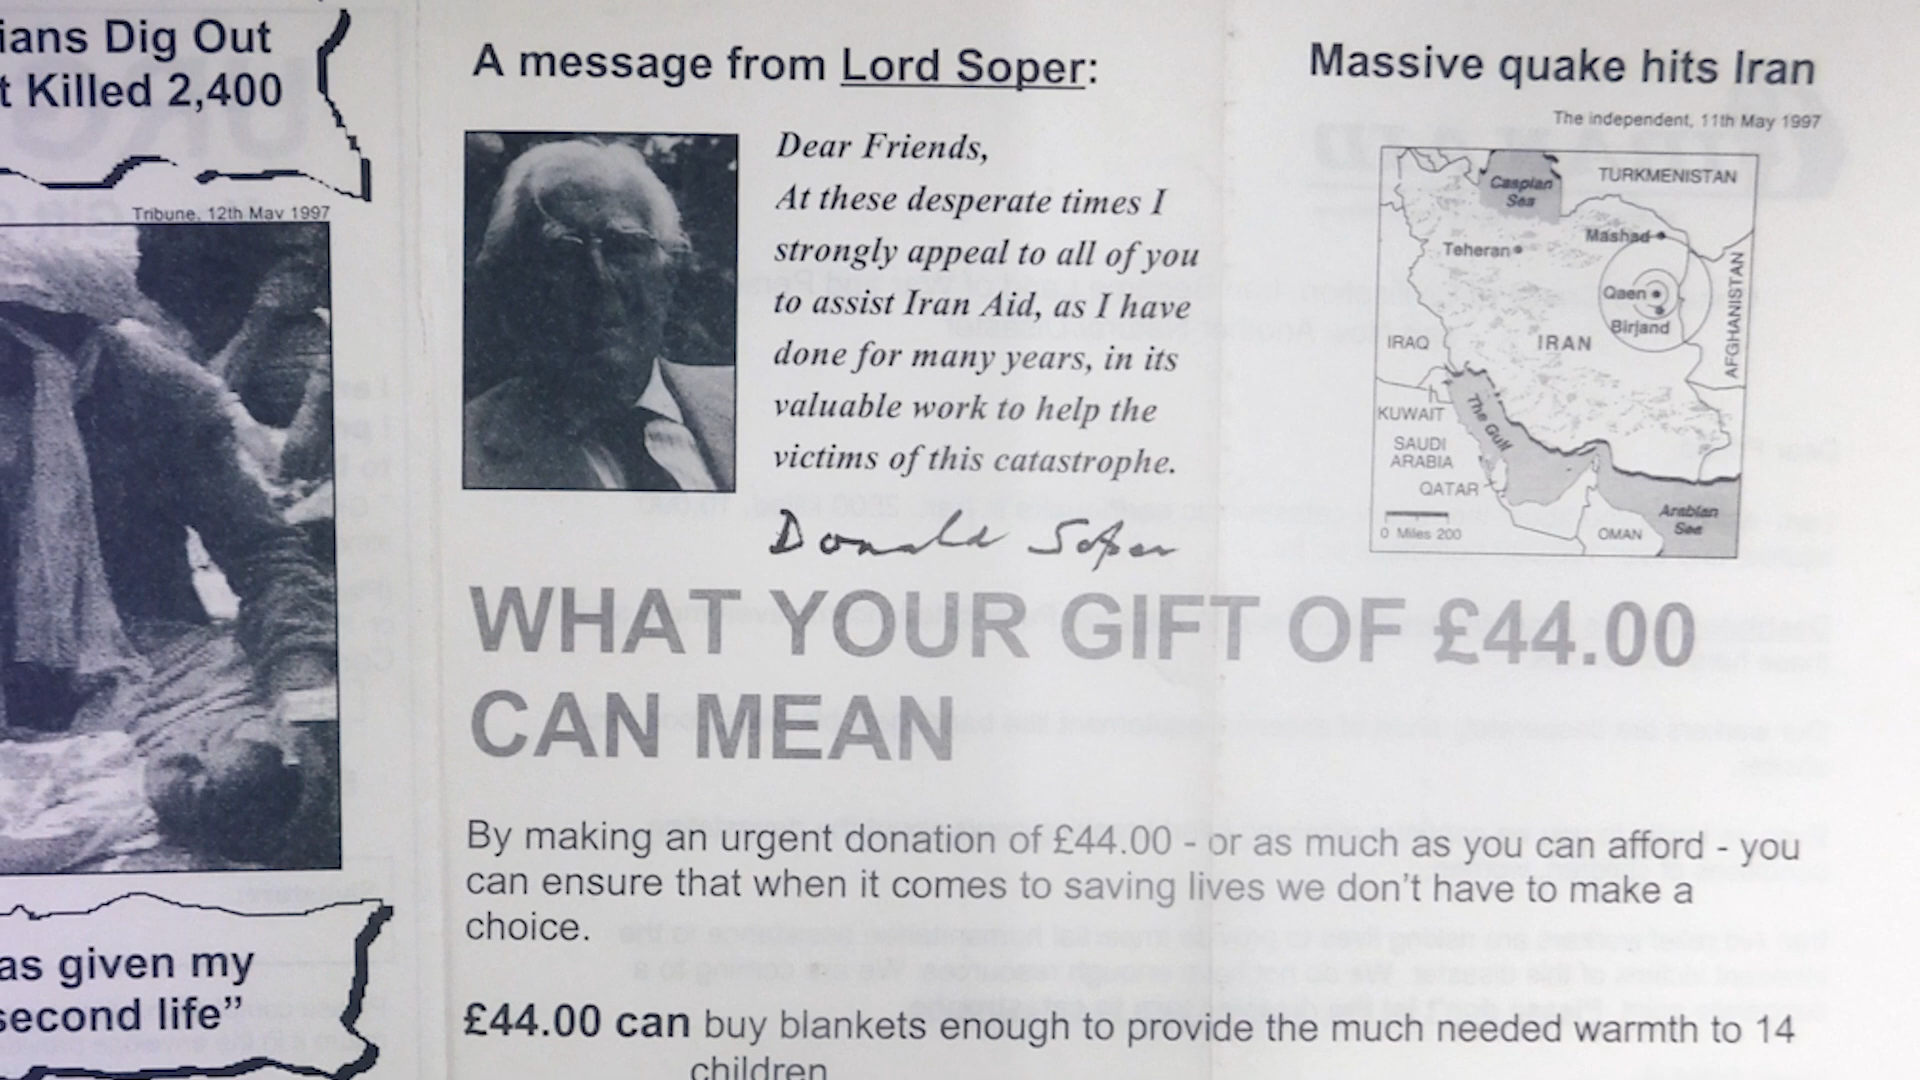 ians Dig Out
t Killed 2,400
Tribune, 12th May 1997
as given my
second life”
A message from Lord Soper:
Dear Friends,
At these desperate times I
strongly appeal to all of you
to assist Iran Aid, as I have
done for many years, in its
valuable work to help the
victims of this catastrophe.
Donald Soper
Massive quake hits Iran
The independent, 11th May 1997
Caspian
Sea
TURKMENISTAN
Mashad
Teheran
AFGHANISTAN
Qaen
Birjand
IRAQ
IRAN
KUWAIT
The Gulf
SAUDI
ARABIA
QATAR
Arabian
Sea
0 Miles 200
OMAN
WHAT YOUR GIFT OF £44.00
CAN MEAN
By making an urgent donation of £44.00 - or as much as you can afford - you
can ensure that when it comes to saving lives we don’t have to make a
choice.
£44.00 can buy blankets enough to provide the much needed warmth to 14
children